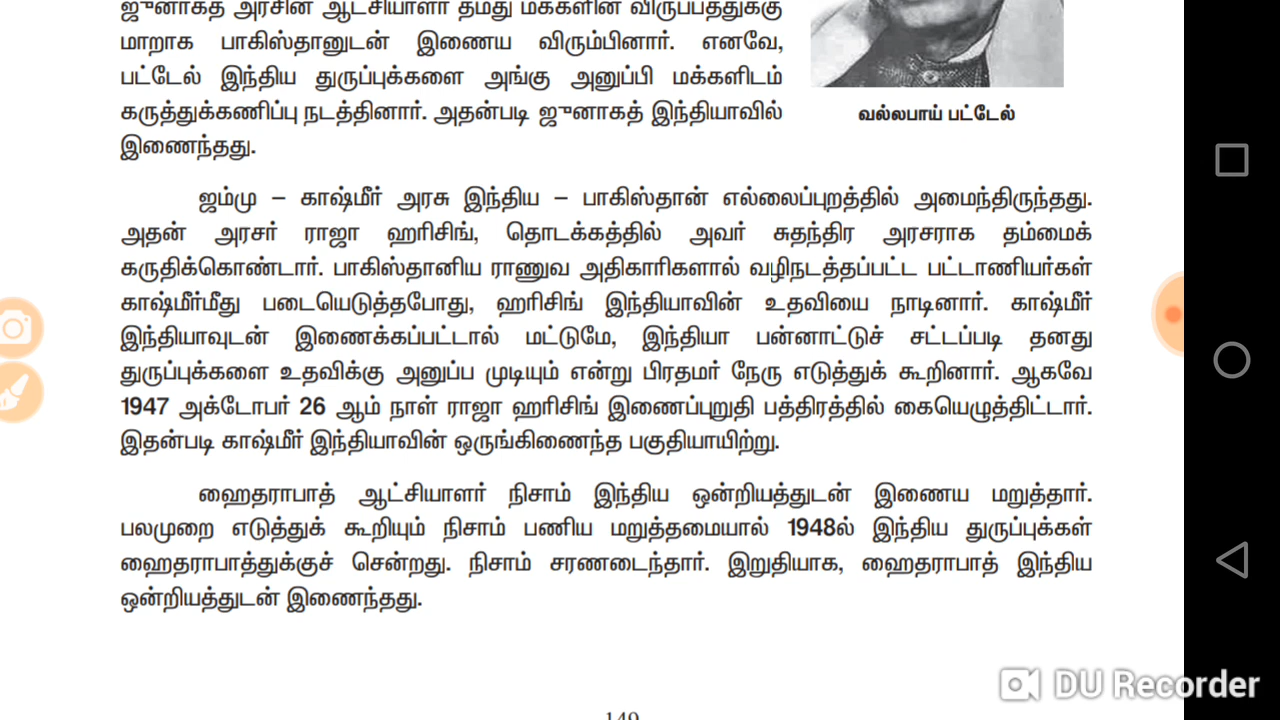 ஜுனாகத் அரசின் ஆட்சியாளர் தமது மக்களின் விருப்பத்துக்கு
மாறாக பாகிஸ்தானுடன் இணைய விரும்பினார். எனவே,
பட்டேல் இந்திய துருப்புக்களை அங்கு அனுப்பி மக்களிடம்
கருத்துக்கணிப்பு நடத்தினார். அதன்படி ஜுனாகத் இந்தியாவில்
இணைந்தது.
வல்லபாய் பட்டேல்
ஜம்மு – காஷ்மீர் அரசு இந்திய – பாகிஸ்தான் எல்லைப்புறத்தில் அமைந்திருந்தது.
அதன் அரசர் ராஜா ஹரிசிங், தொடக்கத்தில் அவர் சுதந்திர அரசராக தம்மைக்
கருதிக்கொண்டார். பாகிஸ்தானிய ராணுவ அதிகாரிகளால் வழிநடத்தப்பட்ட பட்டாணியர்கள்
காஷ்மீர்மீது படையெடுத்தபோது, ஹரிசிங் இந்தியாவின் உதவியை நாடினார். காஷ்மீர்
இந்தியாவுடன் இணைக்கப்பட்டால் மட்டுமே, இந்தியா பன்னாட்டுச் சட்டப்படி தனது
துருப்புக்களை உதவிக்கு அனுப்ப முடியும் என்று பிரதமர் நேரு எடுத்துக் கூறினார். ஆகவே
1947 அக்டோபர் 26 ஆம் நாள் ராஜா ஹரிசிங் இணைப்புறுதி பத்திரத்தில் கையெழுத்திட்டார்.
இதன்படி காஷ்மீர் இந்தியாவின் ஒருங்கிணைந்த பகுதியாயிற்று.
ஹைதராபாத் ஆட்சியாளர் நிசாம் இந்திய ஒன்றியத்துடன் இணைய மறுத்தார்.
பலமுறை எடுத்துக் கூறியும் நிசாம் பணிய மறுத்தமையால் 1948ல் இந்திய துருப்புக்கள்
ஹைதராபாத்துக்குச் சென்றது. நிசாம் சரணடைந்தார். இறுதியாக, ஹைதராபாத் இந்திய
ஒன்றியத்துடன் இணைந்தது.
149
DU Recorder